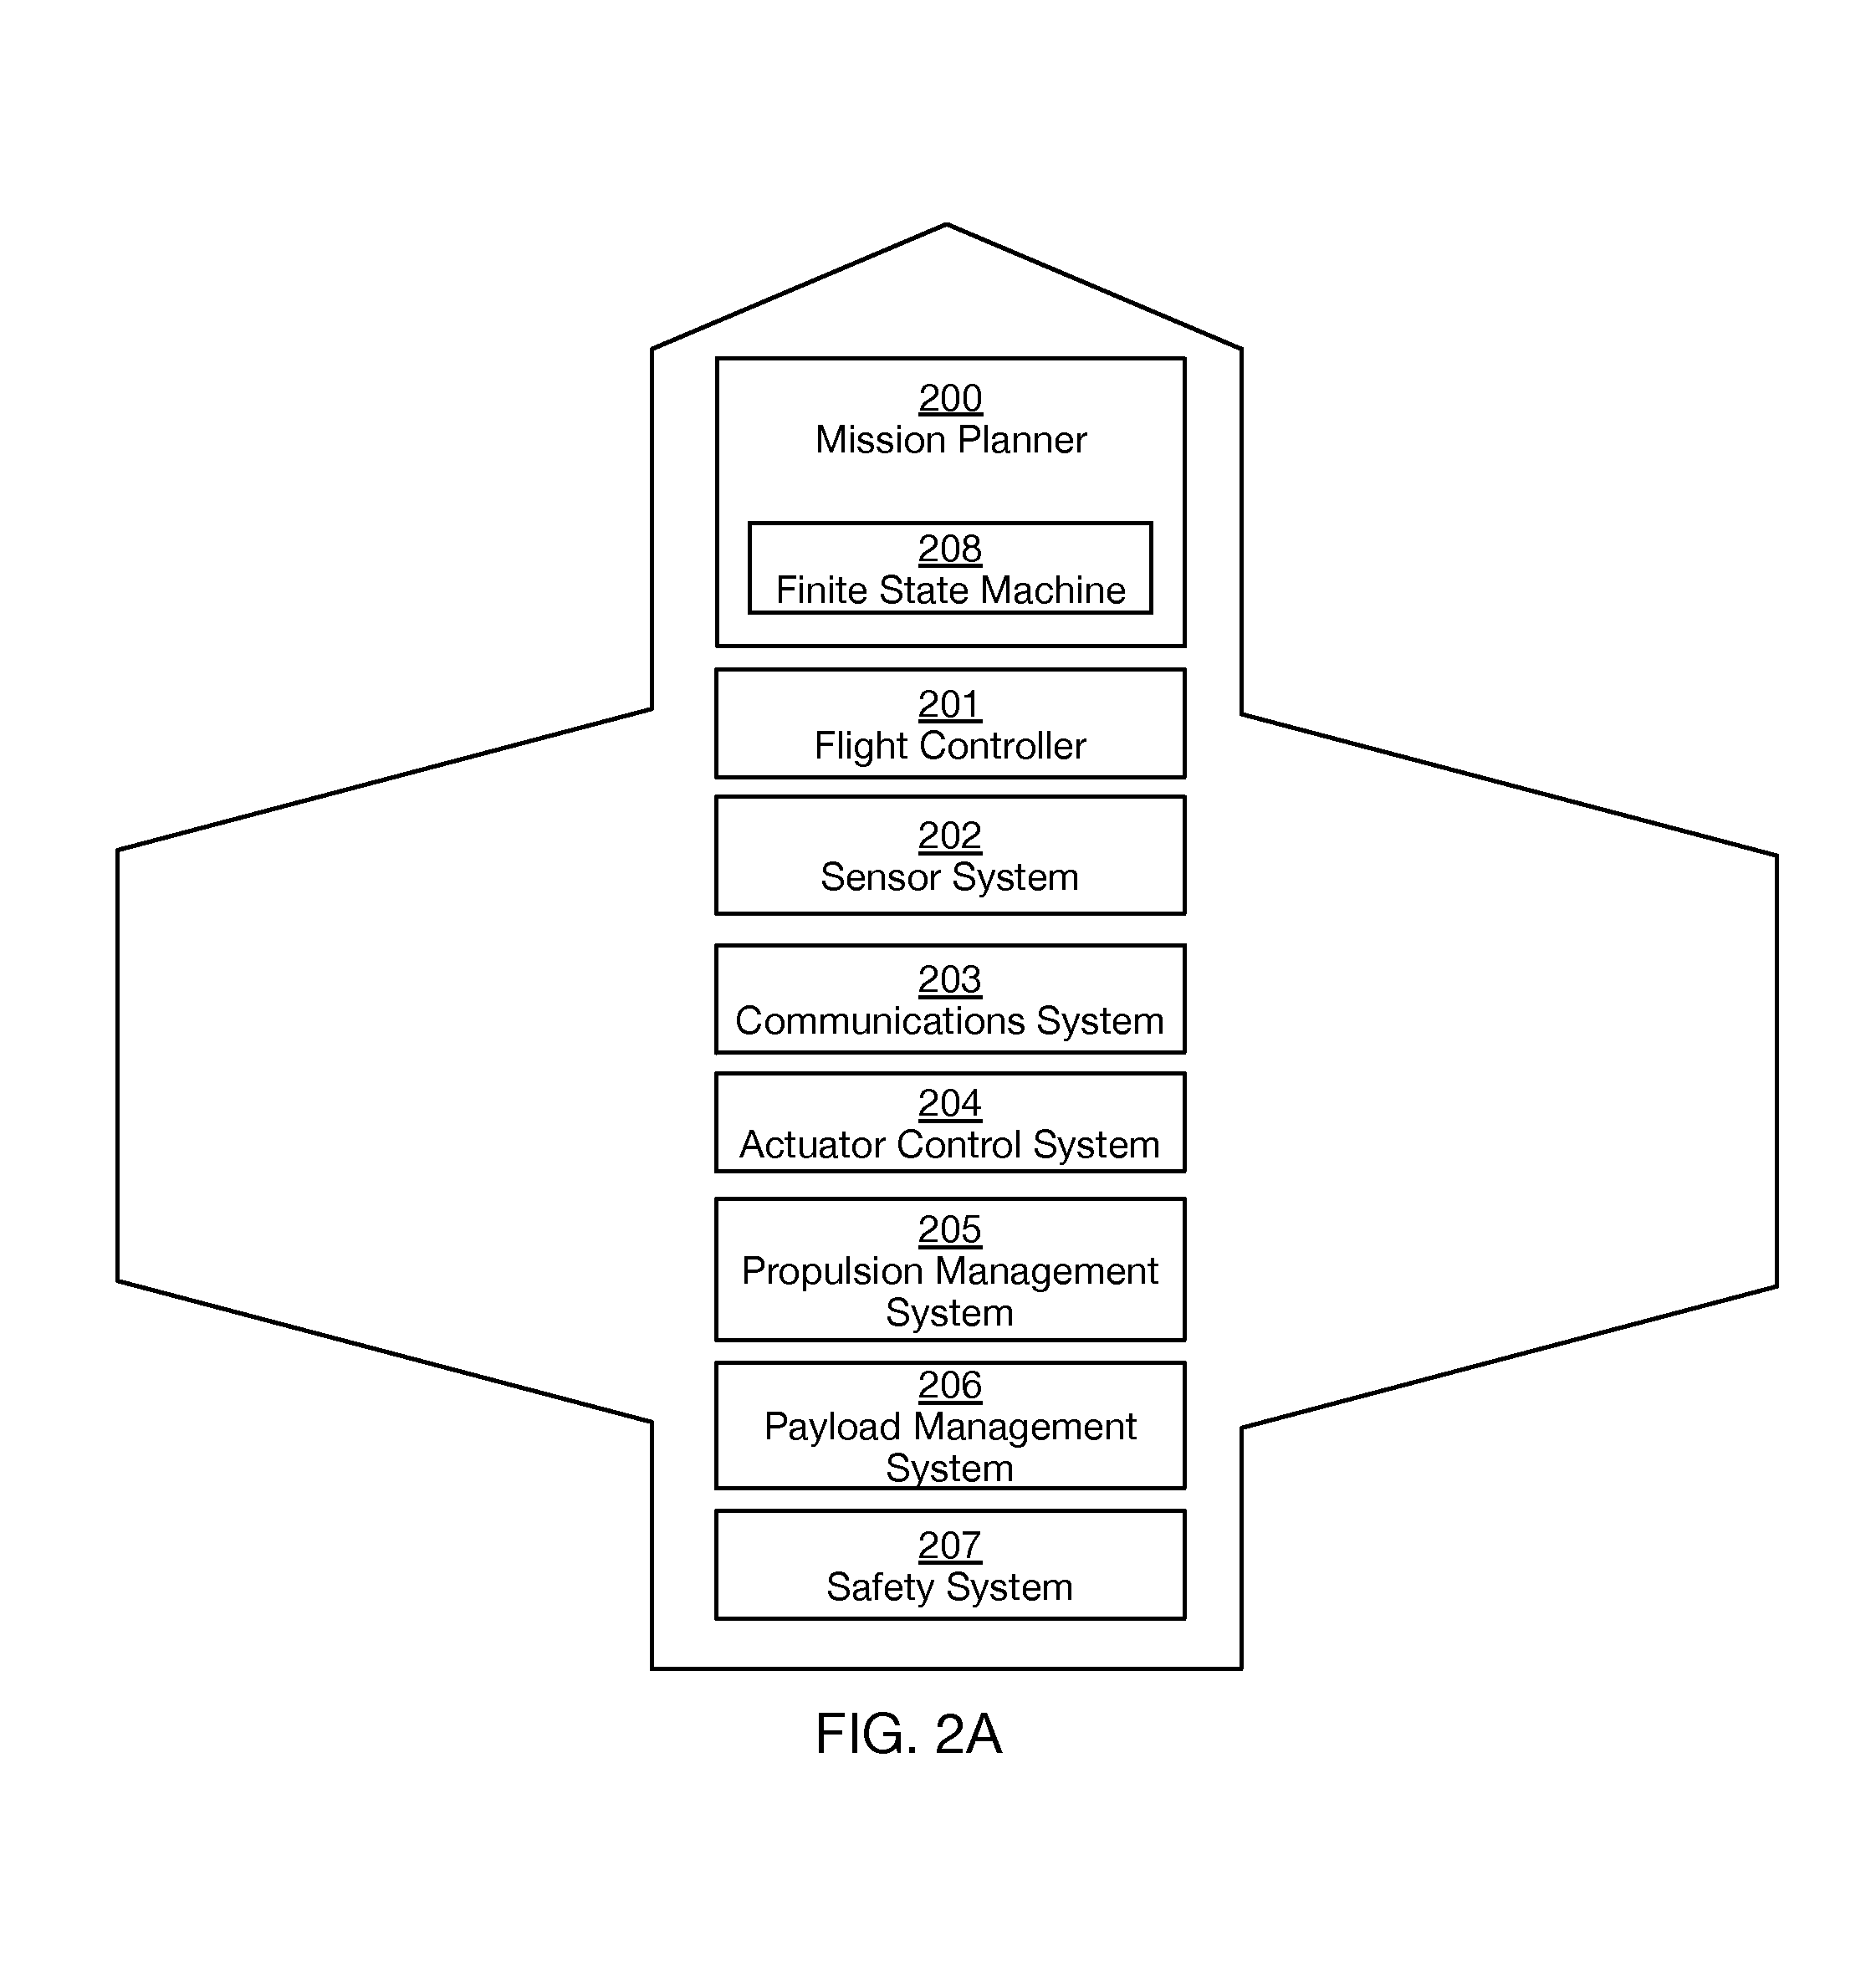 200
Mission Planner
208
Finite State Machine
201
Flight Controller
202
Sensor System
203
Communications System
204
Actuator Control System
205
Propulsion Management
System
206
Payload Management
System
207
Safety System
FIG. 2A